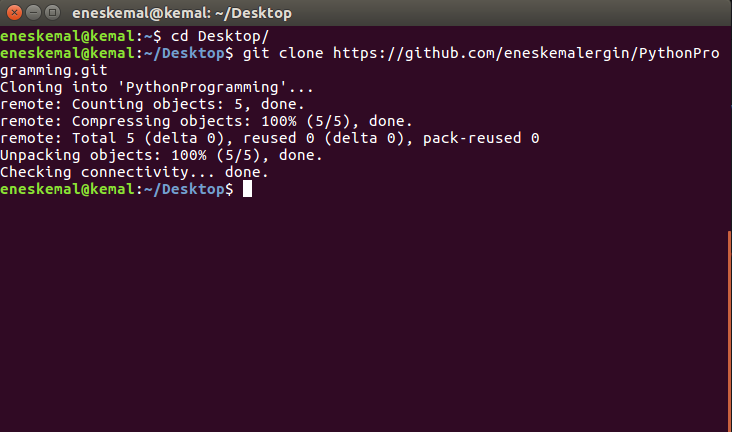 eneskemal@kemal: ~/Desktop
eneskemal@kemal:~$ cd Desktop/
eneskemal@kemal:~/Desktop$ git clone https://github.com/eneskemalergin/PythonPro
gramming.git
Cloning into 'PythonProgramming'...
remote: Counting objects: 5, done.
remote: Compressing objects: 100% (5/5), done.
remote: Total 5 (delta 0), reused 0 (delta 0), pack-reused 0
Unpacking objects: 100% (5/5), done.
Checking connectivity... done.
eneskemal@kemal:~/Desktop$